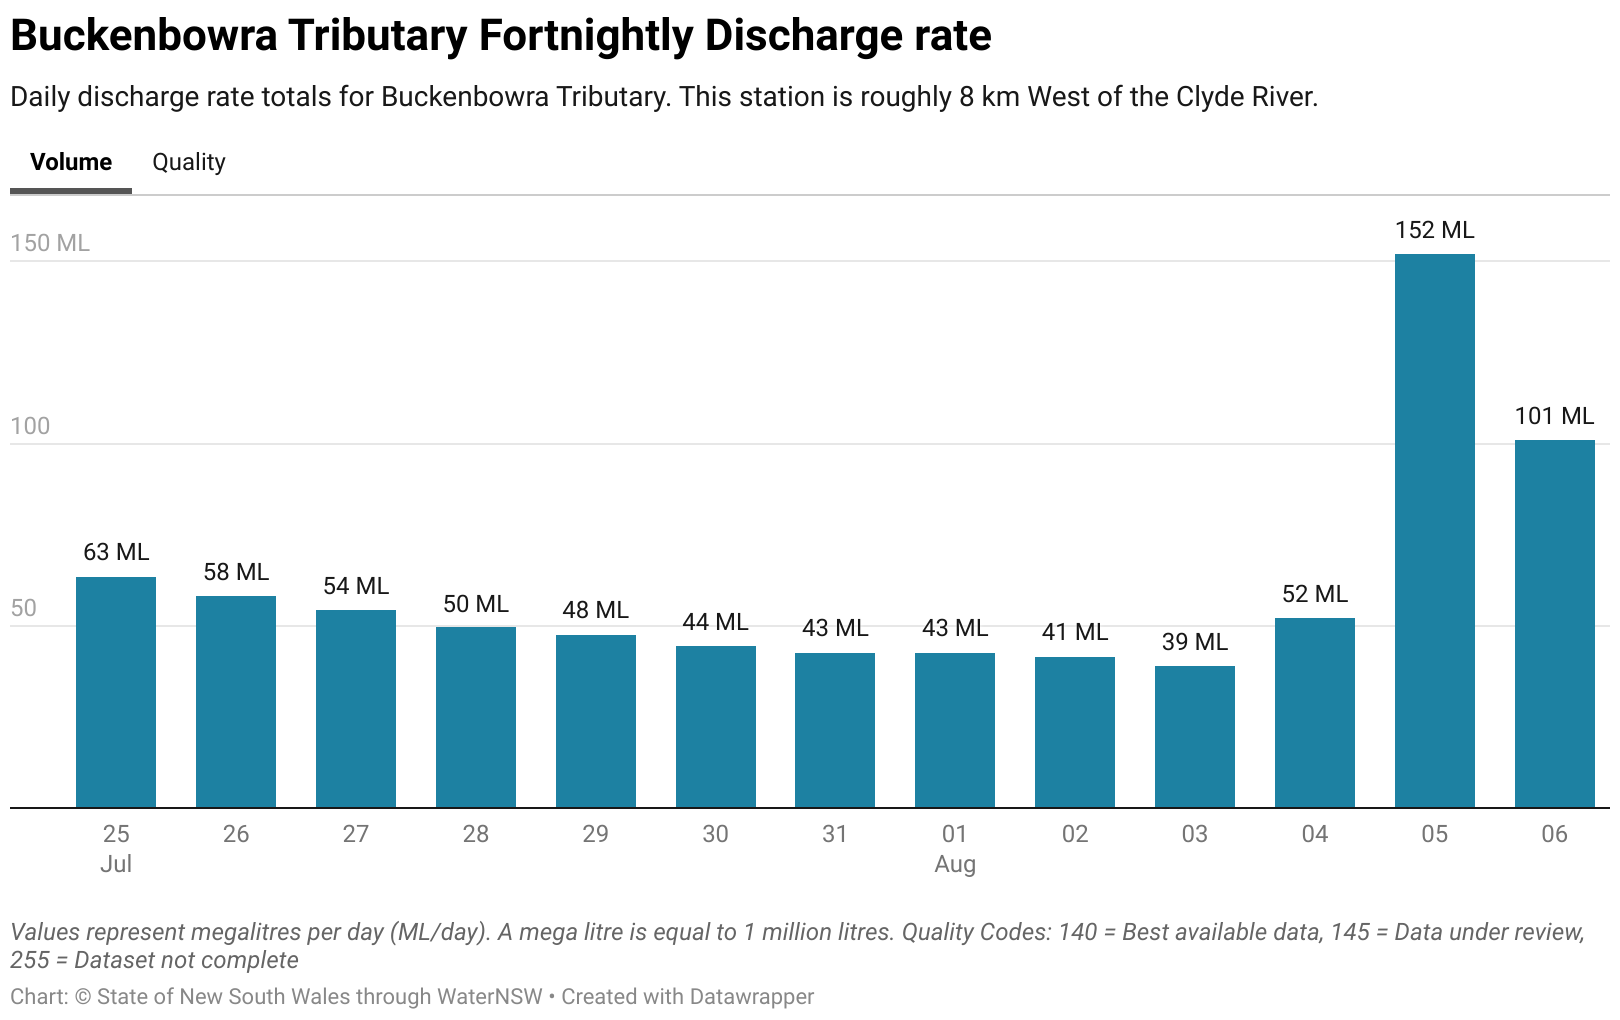 Buckenbowra Tributary Fortnightly Discharge rate
Daily discharge rate totals for Buckenbowra Tributary. This station is roughly 8 km West of the Clyde River.
Volume Quality
152 ML
150 ML
101 ML
100
63 ML
58 ML
54 ML
52 ML
50 ML
48 ML
50
44 ML
43 ML
43 ML
41 ML
39 ML
25 26 27 28 29 30 31 01 02 03 04 05 06
Jul Aug
Values represent megalitres per day (ML/day). A mega litre is equal to 1 million litres. Quality Codes: 140 = Best available data, 145 = Data under review,
255 = Dataset not complete
Chart: © State of New South Wales through WaterNSW • Created with Datawrapper